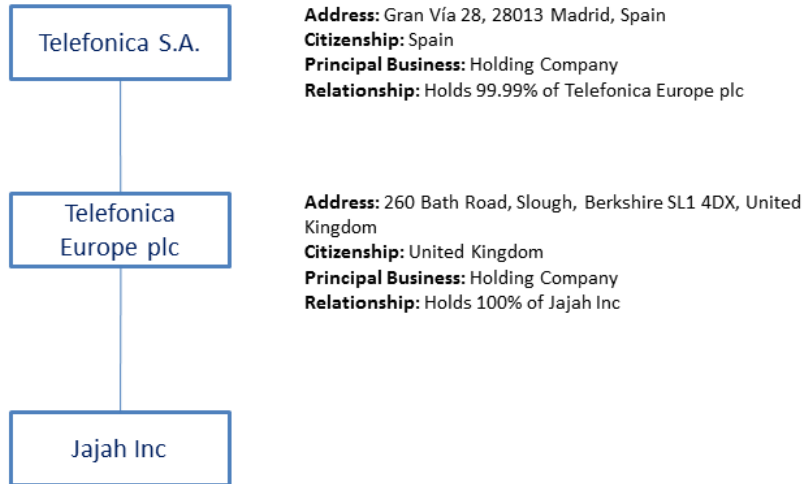 Telefonica S.A.
Address: Gran Vía 28, 28013 Madrid, Spain
Citizenship: Spain
Principal Business: Holding Company
Relationship: Holds 99.99% of Telefonica Europe plc
Telefonica
Europe plc
Address: 260 Bath Road, Slough, Berkshire SL1 4DX, United
Kingdom
Citizenship: United Kingdom
Principal Business: Holding Company
Relationship: Holds 100% of Jajah Inc
Jajah Inc